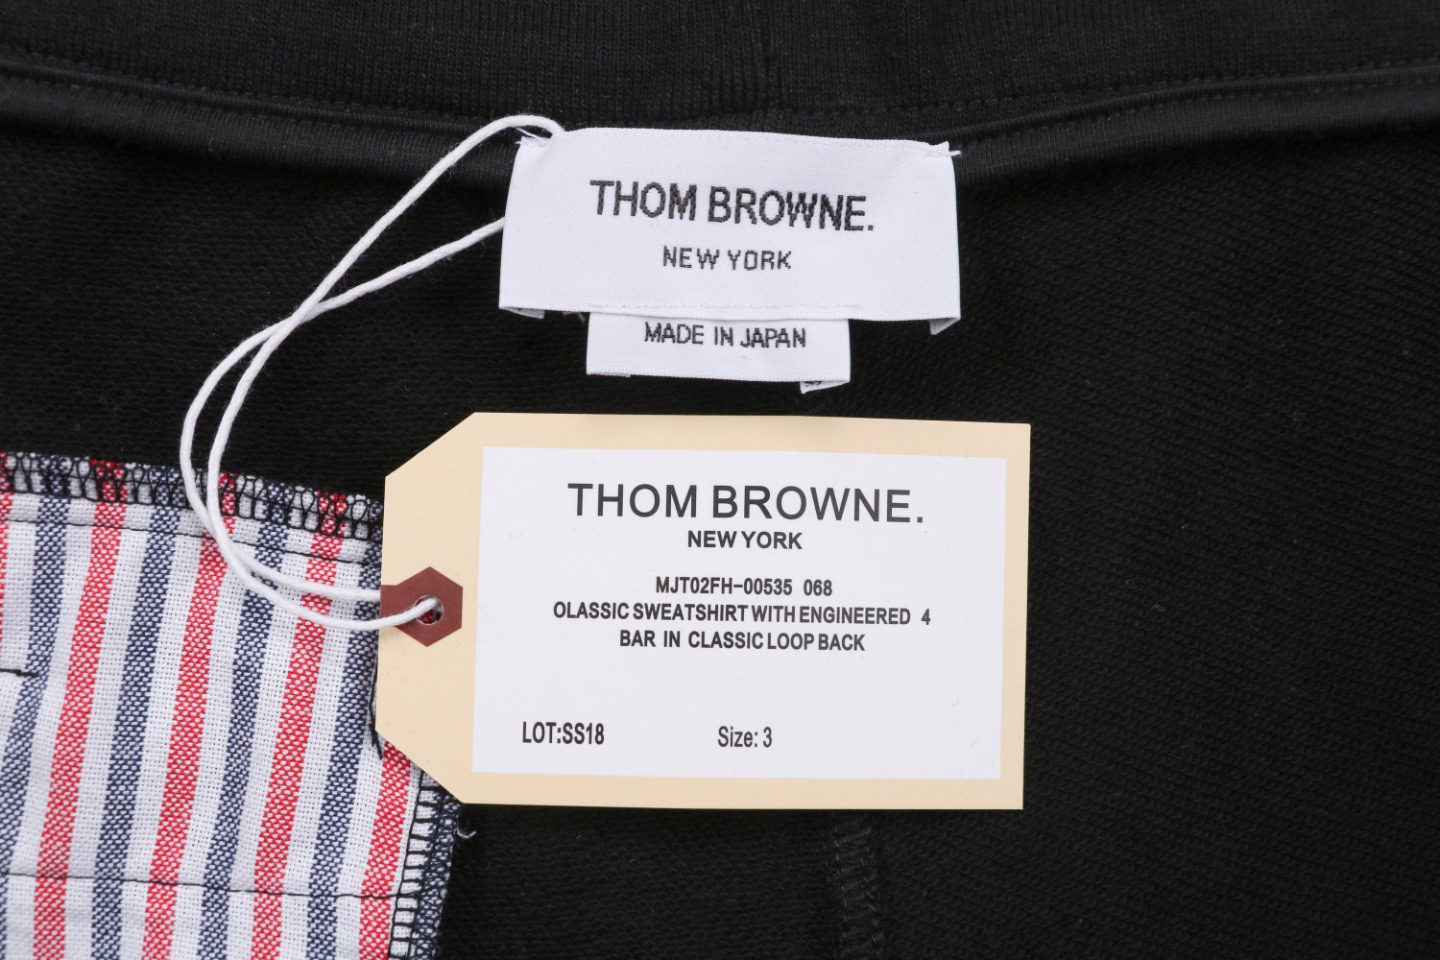 THOM BROWNE.
NEW YORK
MADE IN JAPAN
THOM BROWNE.
NEW YORK
MJT02FH-00535 068
OLASSIC SWEATSHIRT WITH ENGINEERED 4
BAR IN CLASSIC LOOP BACK
LOT:SS18 Size: 3